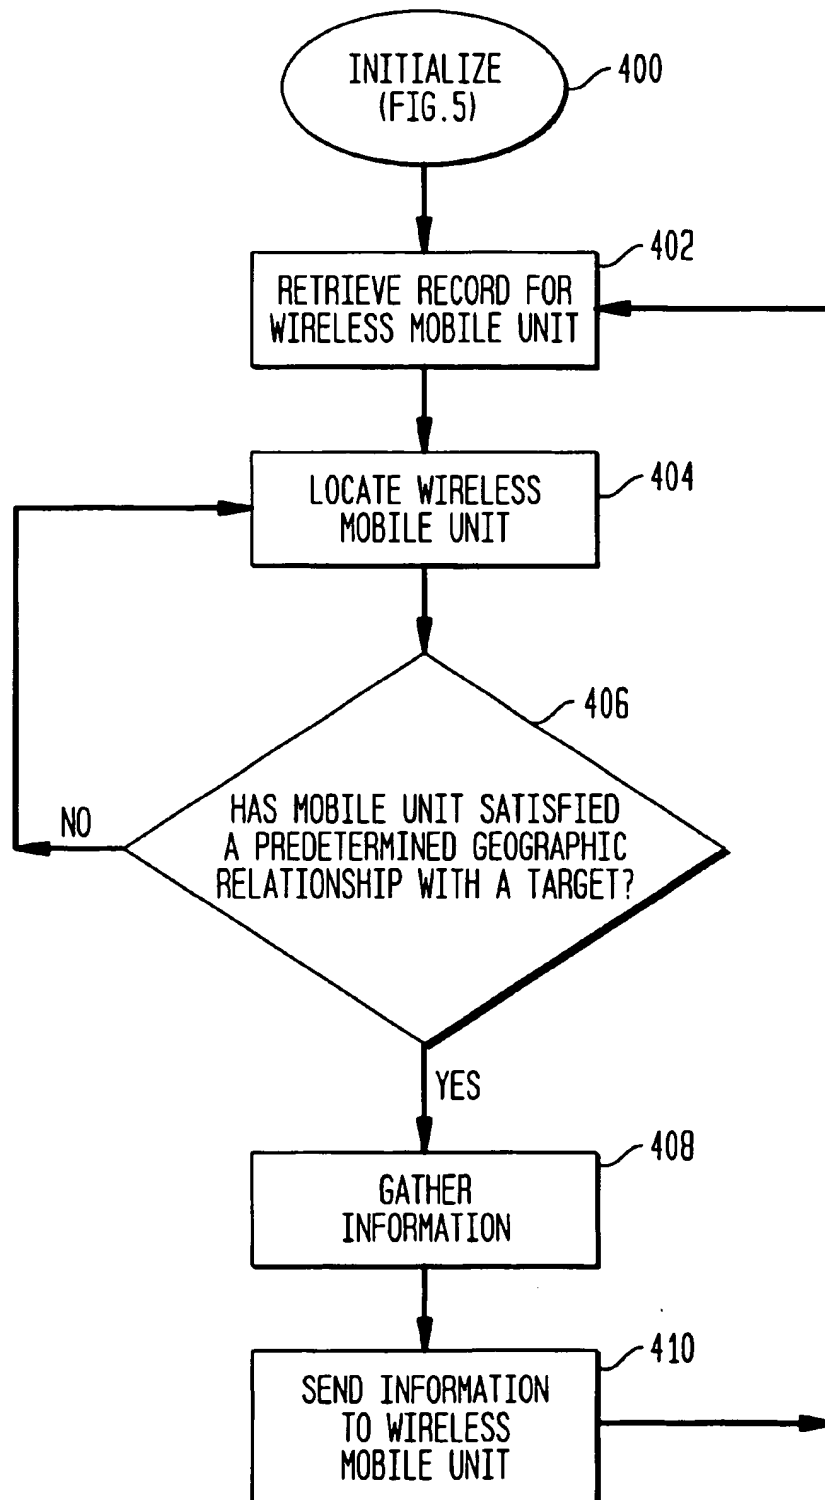 INITIALIZE
(FIG.5)
400
402
RETRIEVE RECORD FOR
WIRELESS MOBILE UNIT
404
LOCATE WIRELESS
MOBILE UNIT
406
HAS MOBILE UNIT SATISFIED
A PREDETERMINED GEOGRAPHIC
RELATIONSHIP WITH A TARGET?
NO
YES
408
GATHER
INFORMATION
410
SEND INFORMATION
TO WIRELESS
MOBILE UNIT